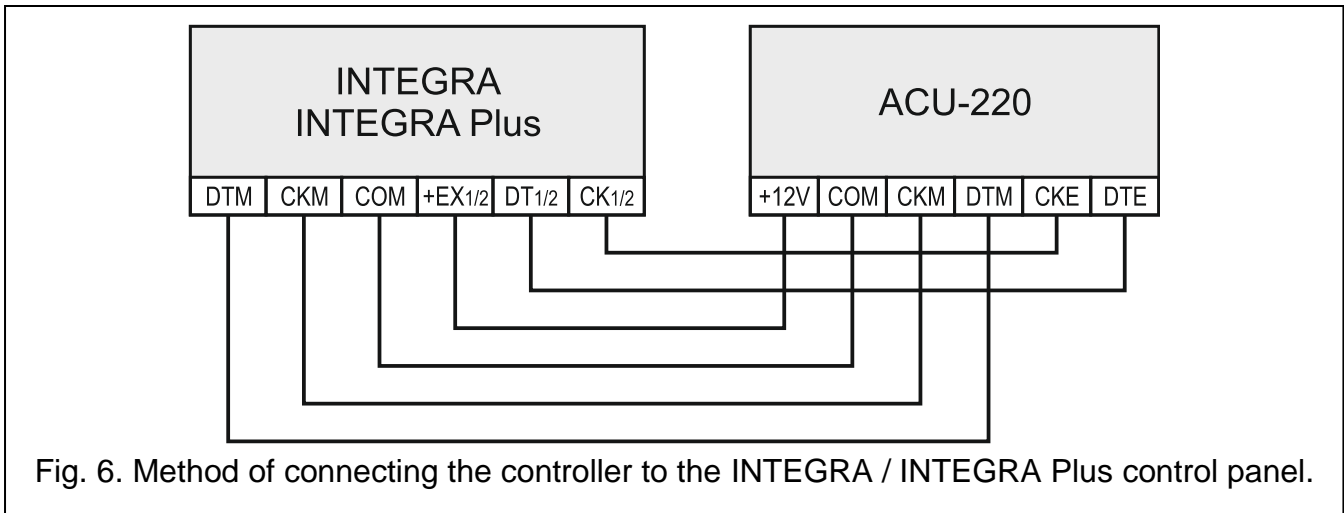 INTEGRA
INTEGRA Plus
ACU-220
DTM CKM COM +EX1/2 DT1/2 CK1/2
+12V COM CKM DTM CKE DTE
Fig. 6. Method of connecting the controller to the INTEGRA / INTEGRA Plus control panel.